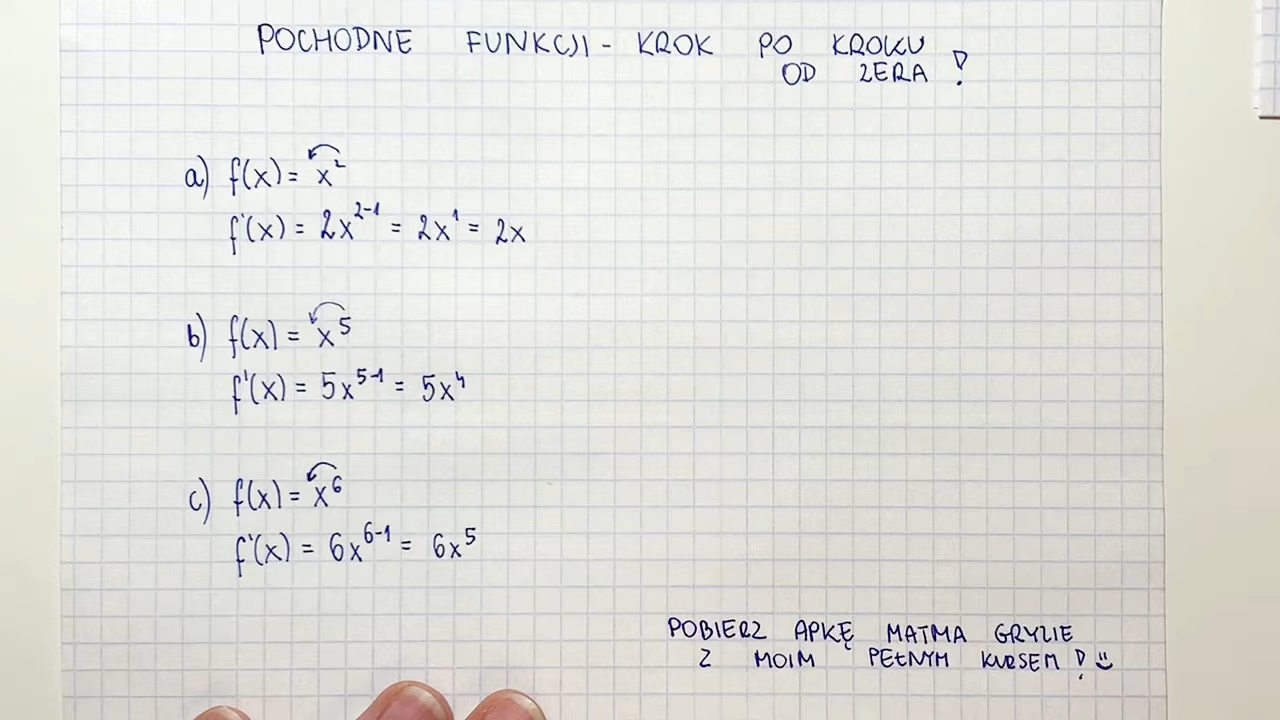 POCHODNE FUNKCJI - KROK PO KROKU
OD ZERA!
a) f(x) = x²
f'(x) = 2x²⁻¹ = 2x¹ = 2x
b) f(x) = x⁵
f'(x) = 5x⁵⁻¹ = 5x⁴
c) f(x) = x⁶
f'(x) = 6x⁶⁻¹ = 6x⁵
POBIERZ APKĘ MATMA GRYZIE
Z MOIM PEŁNYM KURSEM! :)